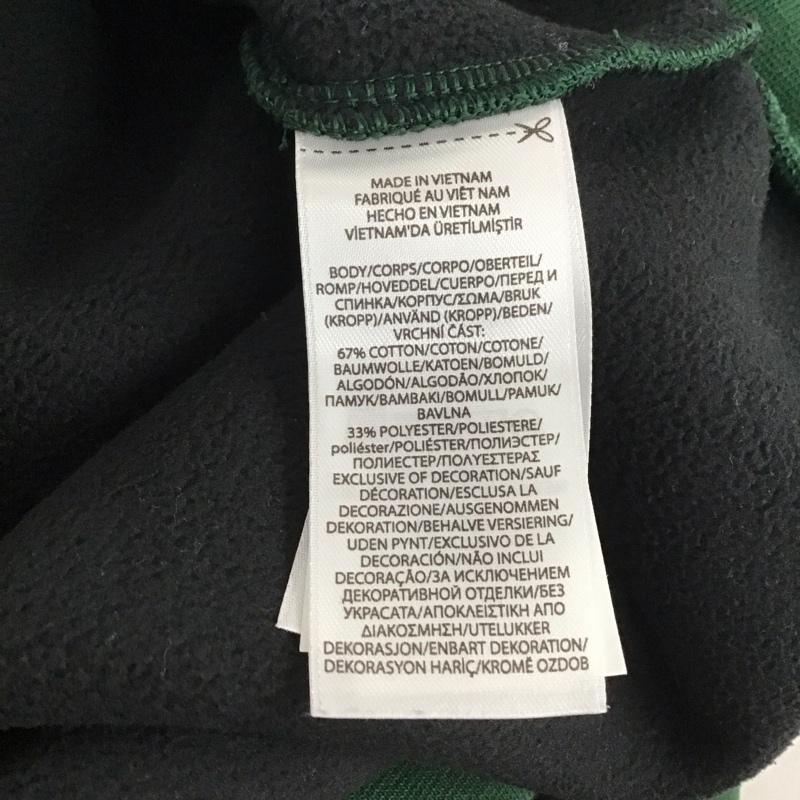 MADE IN VIETNAM
FABRIQUÉ AU VIÊT NAM
HECHO EN VIETNAM
VİETNAM'DA ÜRETİLMİŞTİR
BODY/CORPS/CORPO/OBERTEIL/
ROMP/HOVEDDEL/CUERPO/ПЕРЕД И
СПИНКА/КОРПУС/ΣΩΜΑ/BRUK
(KROPP)/ANVÄND (KROPP)/BEDEN/
VRCHNÍ ČÁST:
67% COTTON/COTON/COTONE/
BAUMWOLLE/KATOEN/BOMULD/
ALGODÓN/ALGODÃO/ХЛОПОК/
ПАМУК/ΒΑΜΒΑΚΙ/BOMULL/PAMUK/
BAVLNA
33% POLYESTER/POLIESTERE/
poliéster/POLIÉSTER/ПОЛИЭСТЕР/
ПОЛИЕСТЕР/ΠΟΛΥΕΣΤΕΡΑΣ
EXCLUSIVE OF DECORATION/SAUF
DÉCORATION/ESCLUSA LA
DECORAZIONE/AUSGENOMMEN
DEKORATION/BEHALVE VERSIERING/
UDEN PYNT/EXCLUSIVO DE LA
DECORACIÓN/NÃO INCLUI
DECORAÇÃO/ЗА ИСКЛЮЧЕНИЕМ
ДЕКОРАТИВНОЙ ОТДЕЛКИ/БЕЗ
УКРАСАТА/ΑΠΟΚΛΕΙΣΤΙΚΗ ΑΠΟ
ΔΙΑΚΟΣΜΗΣΗ/UTELUKKER
DEKORASJON/ENBART DEKORATION/
DEKORASYON HARİÇ/KROMĚ OZDOB